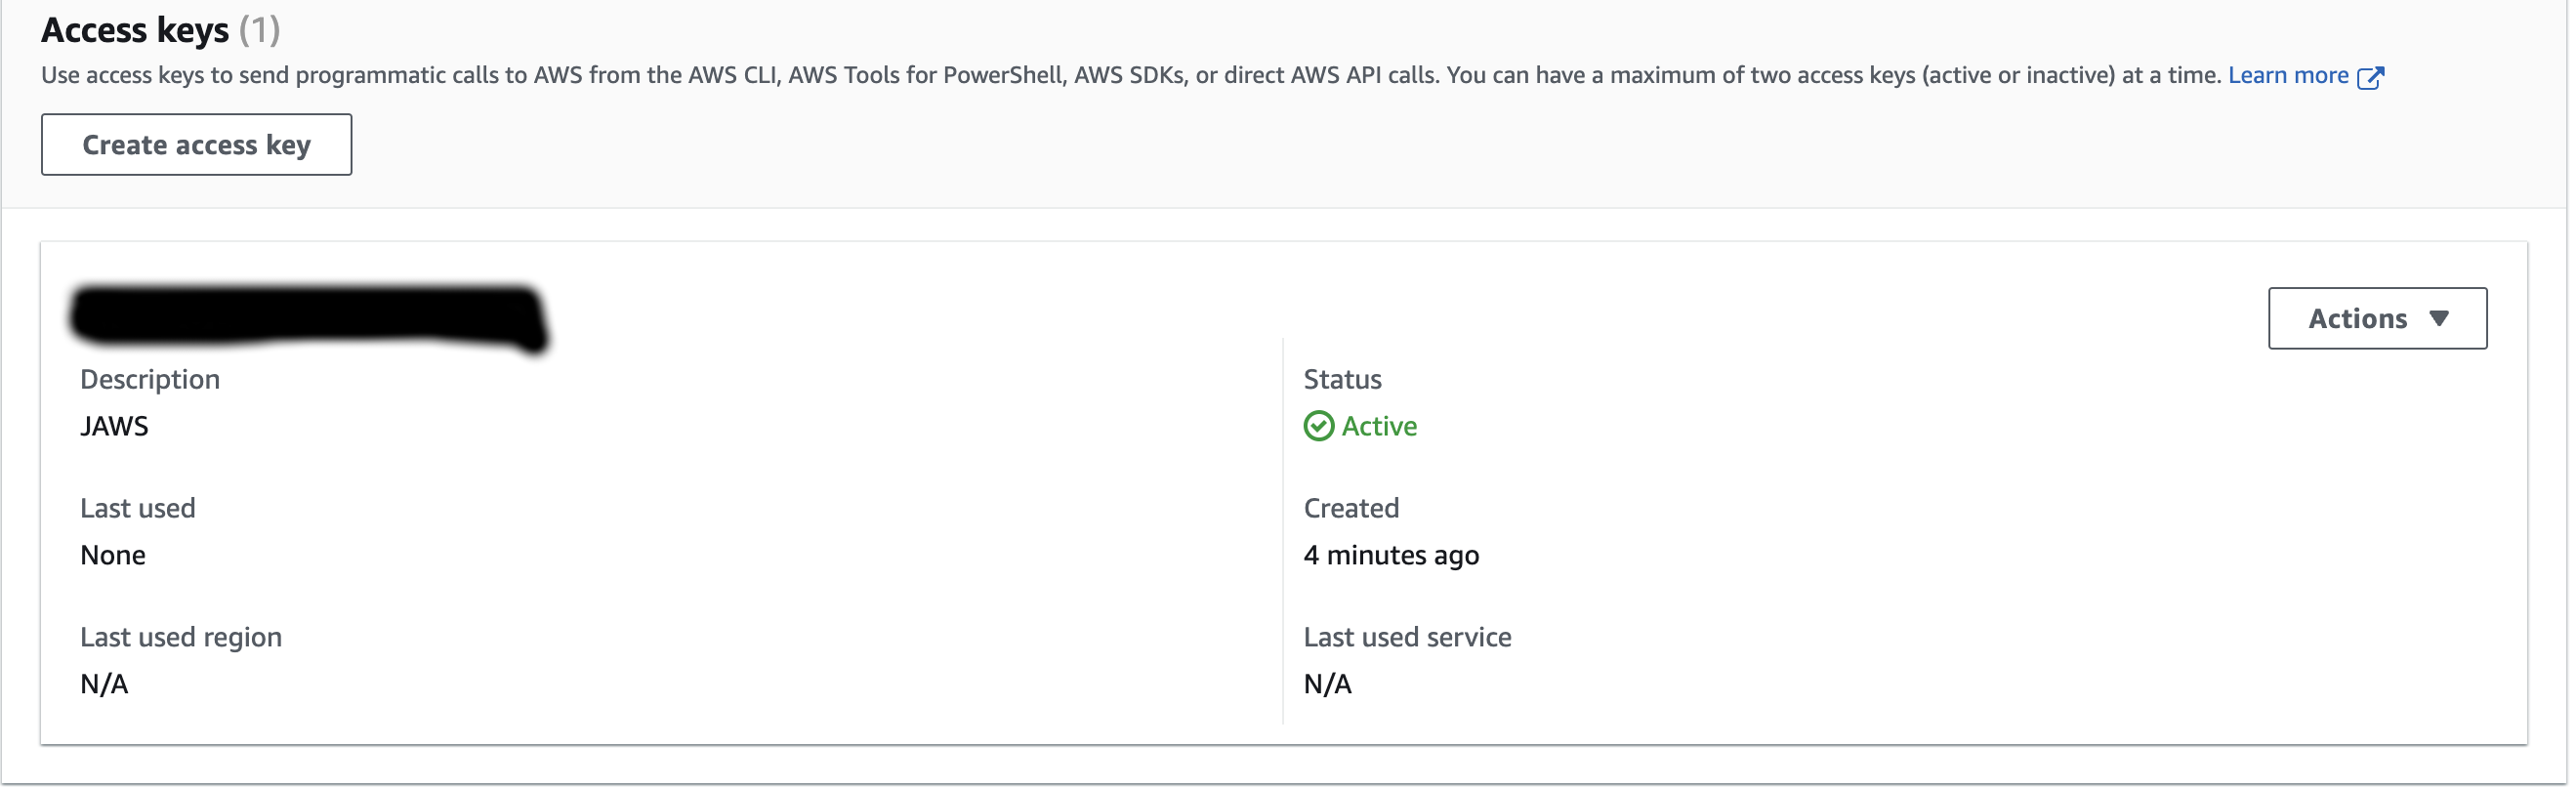 Access keys (1)
Use access keys to send programmatic calls to AWS from the AWS CLI, AWS Tools for PowerShell, AWS SDKs, or direct AWS API calls. You can have a maximum of two access keys (active or inactive) at a time. Learn more
Create access key
Actions
Description
JAWS
Status
Active
Last used
None
Created
4 minutes ago
Last used region
N/A
Last used service
N/A